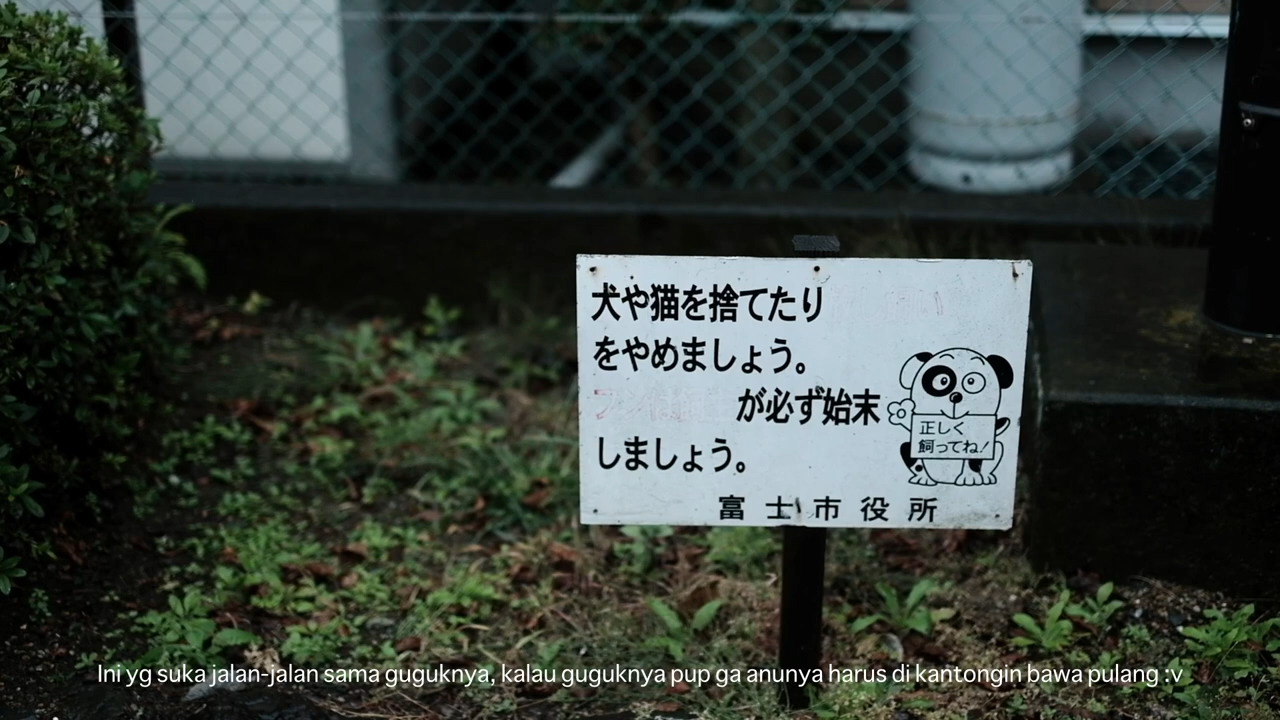 犬や猫を捨てたり
をやめましょう。
が必ず始末
しましょう。
正しく
飼ってね!
富士市役所
Ini yg suka jalan-jalan sama guguknya, kalau guguknya pup ga anunya harus di kantongin bawa pulang :v